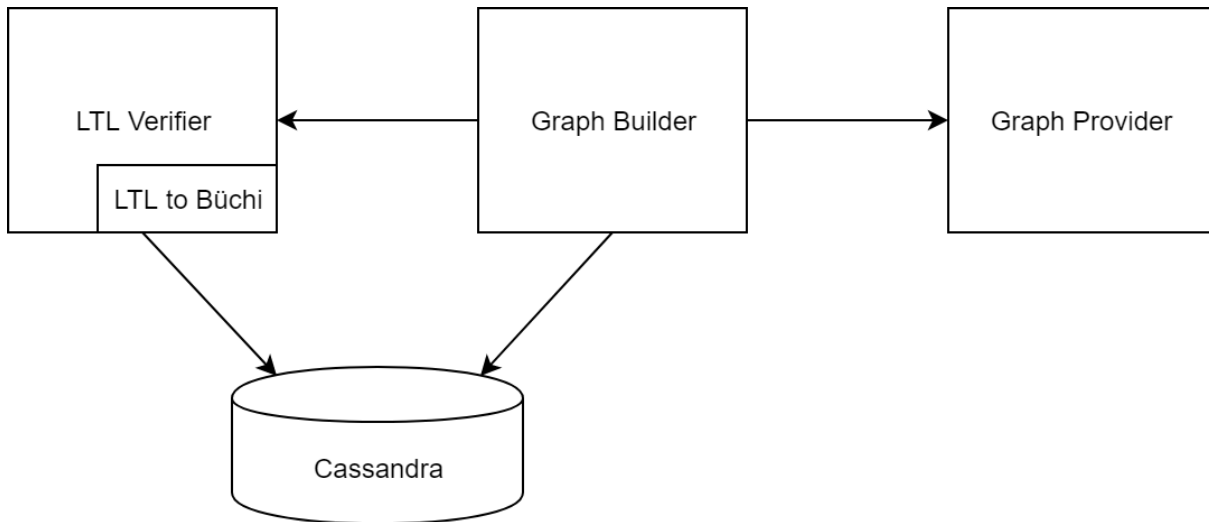 LTL Verifier
Graph Builder
Graph Provider
LTL to Büchi
Cassandra